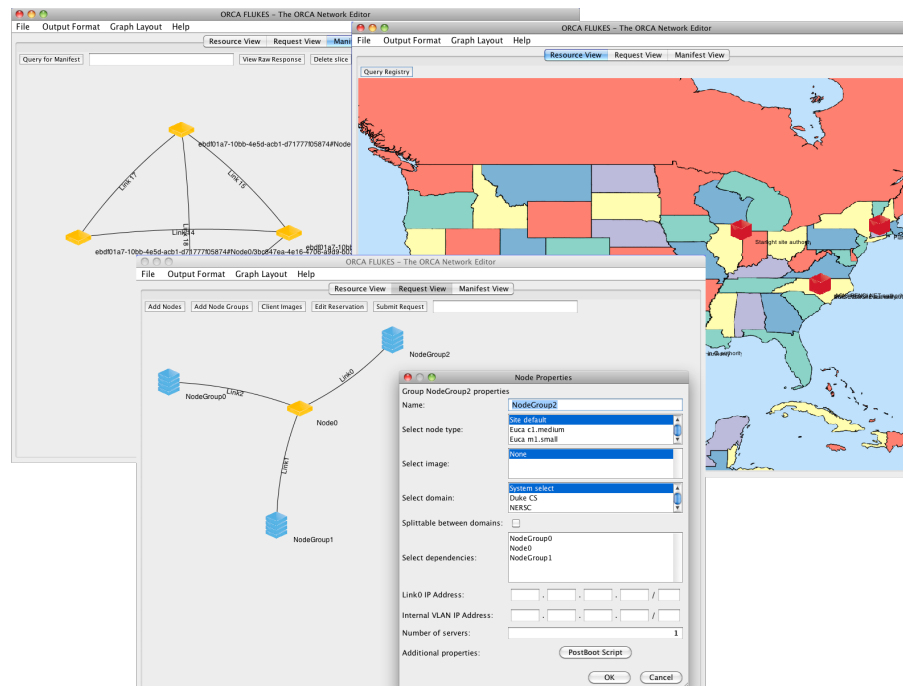 ORCA FLUKES – The ORCA Network Editor
File Output Format Graph Layout Help
Resource View Request View Mani
Query for Manifest View Raw Response Delete slice
ebdf01a7-10bb-4e5d-acb1-d71777f05874#Node
Link 17
Link 15
Link 14
ORCA FLUKES – The ORCA Network Editor
File Output Format Graph Layout Help
Resource View Request View Manifest View
Query Registry
Starlight site authority
ORCA FLUKES – The ORCA Network Editor
File Output Format Graph Layout Help
Resource View Request View Manifest View
Add Nodes Add Node Groups Client Images Edit Reservation Submit Request
NodeGroup2
Link0
NodeGroup0
Link2
Node0
Link1
NodeGroup1
Node Properties
Group NodeGroup2 properties
Name: NodeGroup2
Select node type: Site default
Euca c1.medium
Euca m1.small
Select image: None
Select domain: System select
Duke CS
NERSC
Splittable between domains:
Select dependencies: NodeGroup0
Node0
NodeGroup1
Link0 IP Address: . . . /
Internal VLAN IP Address: . . . /
Number of servers: 1
Additional properties: PostBoot Script
OK Cancel